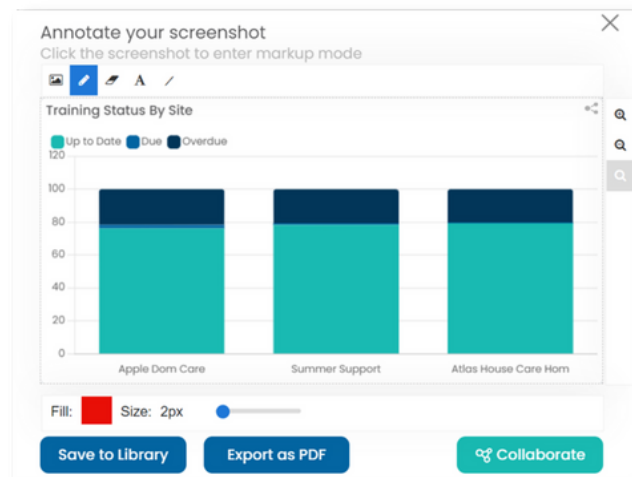 Annotate your screenshot
Click the screenshot to enter markup mode
A
Training Status By Site
Up to Date Due Overdue
120
100
80
60
40
20
0
Apple Dom Care Summer Support Atlas House Care Hom
Fill: Size: 2px
Save to Library Export as PDF Collaborate